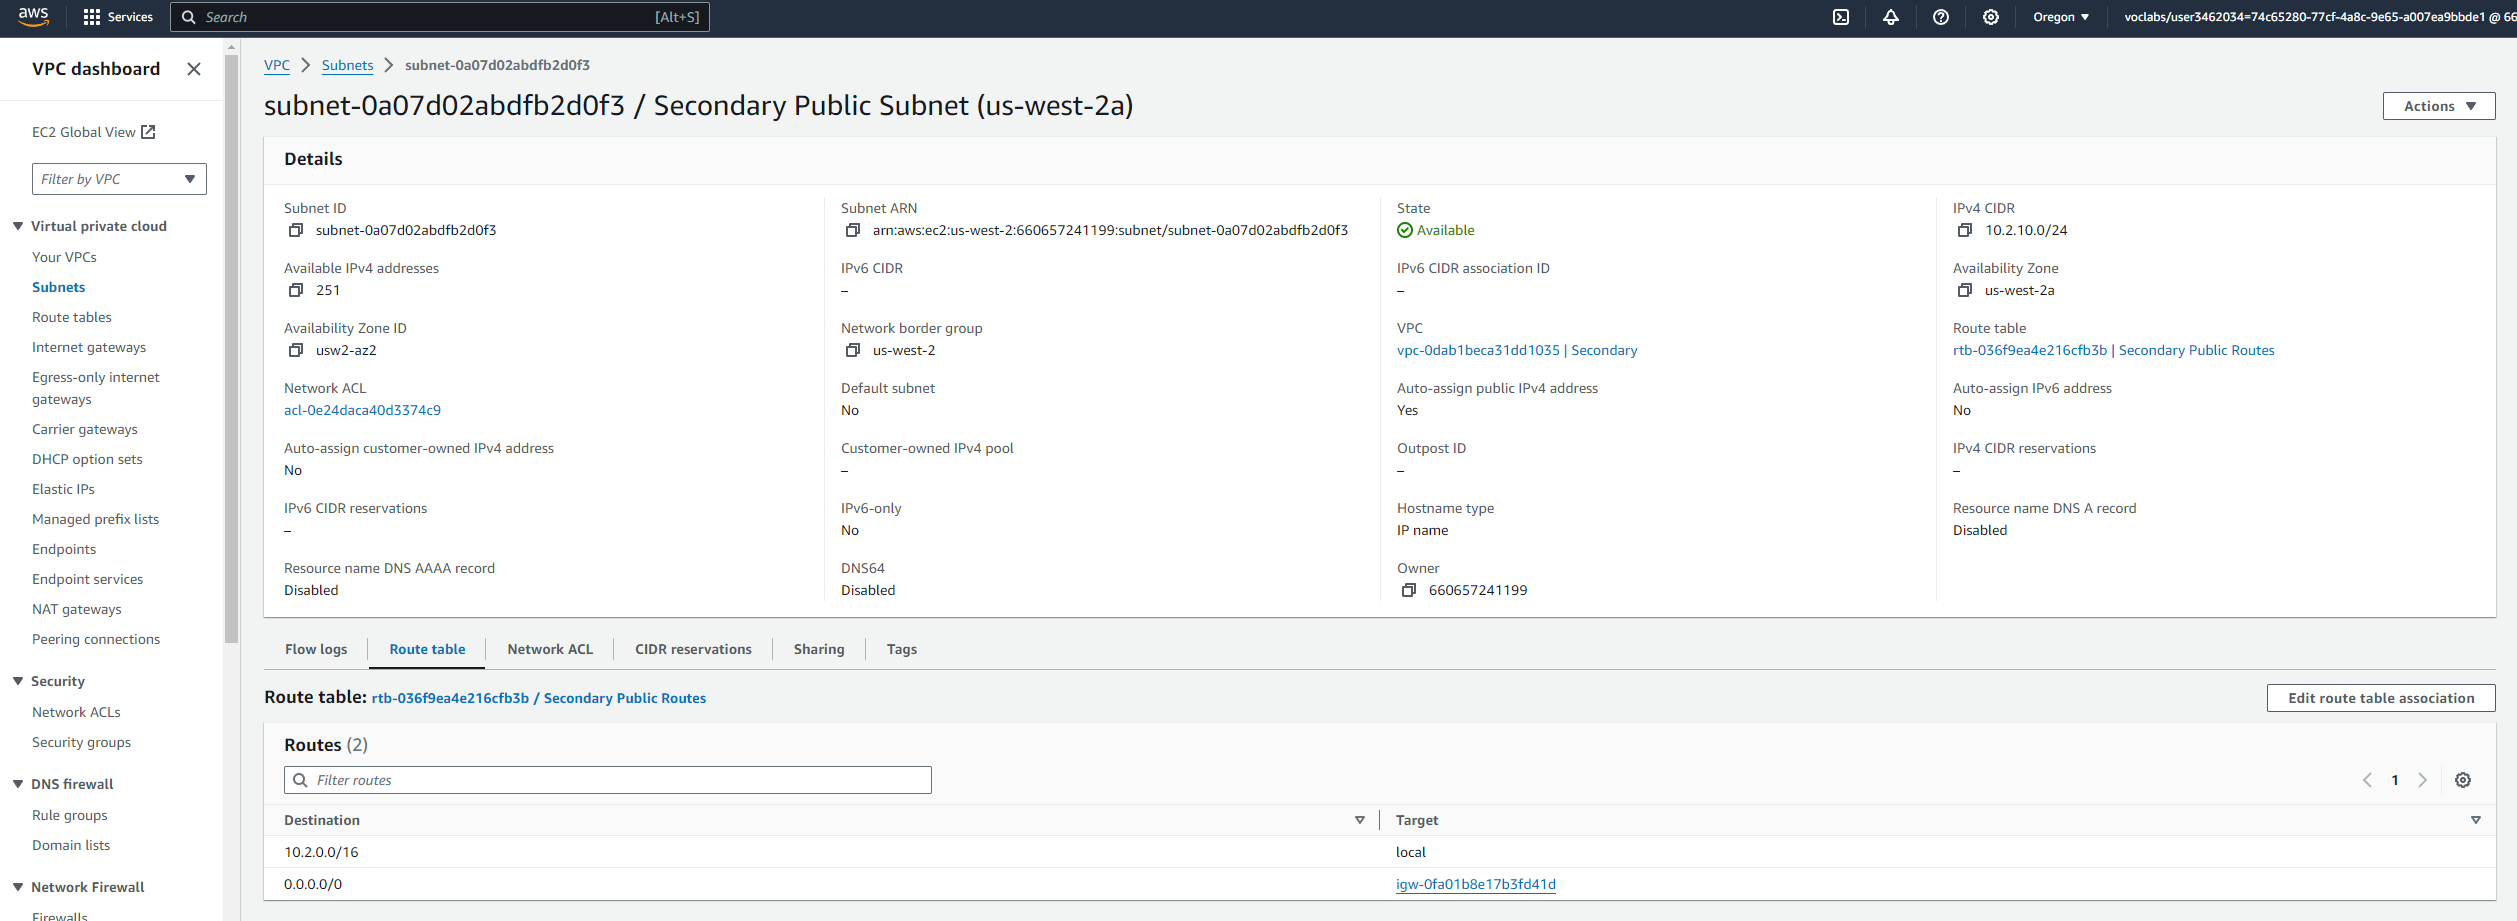 aws
Services
Search
[Alt+S]
Oregon
voclabs/user3462034=74c65280-77cf-4a8c-9e65-a007ea9bbde1 @ 66
VPC dashboard
EC2 Global View
Filter by VPC
Virtual private cloud
Your VPCs
Subnets
Route tables
Internet gateways
Egress-only internet
gateways
Carrier gateways
DHCP option sets
Elastic IPs
Managed prefix lists
Endpoints
Endpoint services
NAT gateways
Peering connections
Security
Network ACLs
Security groups
DNS firewall
Rule groups
Domain lists
Network Firewall
Firewalls
VPC
Subnets
subnet-0a07d02abdfb2d0f3
subnet-0a07d02abdfb2d0f3 / Secondary Public Subnet (us-west-2a)
Actions
Details
Subnet ID
subnet-0a07d02abdfb2d0f3
Subnet ARN
arn:aws:ec2:us-west-2:660657241199:subnet/subnet-0a07d02abdfb2d0f3
State
Available
IPv4 CIDR
10.2.10.0/24
Available IPv4 addresses
251
IPv6 CIDR
–
IPv6 CIDR association ID
–
Availability Zone
us-west-2a
Availability Zone ID
usw2-az2
Network border group
us-west-2
VPC
vpc-0dab1beca31dd1035 | Secondary
Route table
rtb-036f9ea4e216cfb3b | Secondary Public Routes
Network ACL
acl-0e24daca40d3374c9
Default subnet
No
Auto-assign public IPv4 address
Yes
Auto-assign IPv6 address
No
Auto-assign customer-owned IPv4 address
No
Customer-owned IPv4 pool
–
Outpost ID
–
IPv4 CIDR reservations
–
IPv6 CIDR reservations
–
IPv6-only
No
Hostname type
IP name
Resource name DNS A record
Disabled
Resource name DNS AAAA record
Disabled
DNS64
Disabled
Owner
660657241199
Flow logs
Route table
Network ACL
CIDR reservations
Sharing
Tags
Route table: rtb-036f9ea4e216cfb3b / Secondary Public Routes
Edit route table association
Routes (2)
Filter routes
1
Destination
Target
10.2.0.0/16
local
0.0.0.0/0
igw-0fa01b8e17b3fd41d